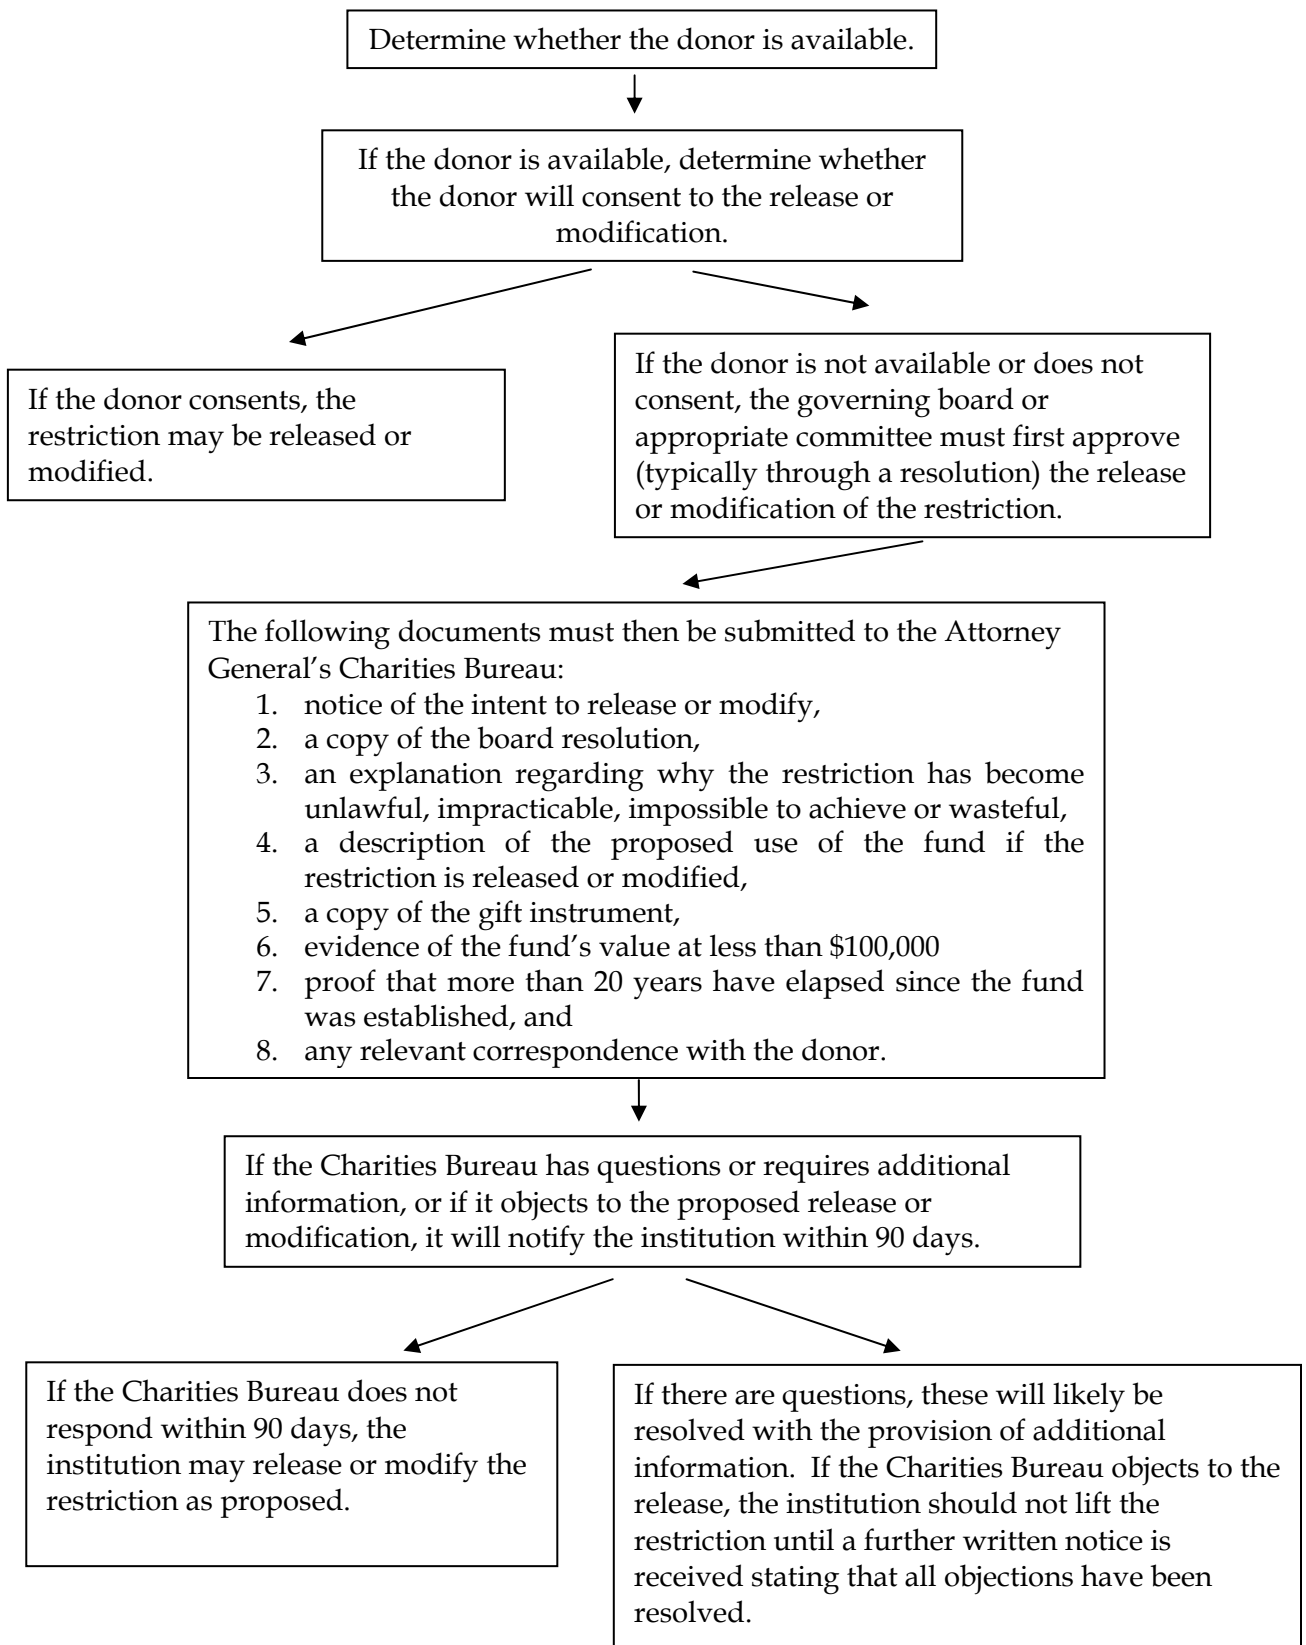 Determine whether the donor is available.
If the donor is available, determine whether
the donor will consent to the release or
modification.
If the donor consents, the
restriction may be released or
modified.
If the donor is not available or does not
consent, the governing board or
appropriate committee must first approve
(typically through a resolution) the release
or modification of the restriction.
The following documents must then be submitted to the Attorney
General’s Charities Bureau:
1. notice of the intent to release or modify,
2. a copy of the board resolution,
3. an explanation regarding why the restriction has become
unlawful, impracticable, impossible to achieve or wasteful,
4. a description of the proposed use of the fund if the
restriction is released or modified,
5. a copy of the gift instrument,
6. evidence of the fund’s value at less than $100,000
7. proof that more than 20 years have elapsed since the fund
was established, and
8. any relevant correspondence with the donor.
If the Charities Bureau has questions or requires additional
information, or if it objects to the proposed release or
modification, it will notify the institution within 90 days.
If the Charities Bureau does not
respond within 90 days, the
institution may release or modify the
restriction as proposed.
If there are questions, these will likely be
resolved with the provision of additional
information.  If the Charities Bureau objects to the
release, the institution should not lift the
restriction until a further written notice is
received stating that all objections have been
resolved.